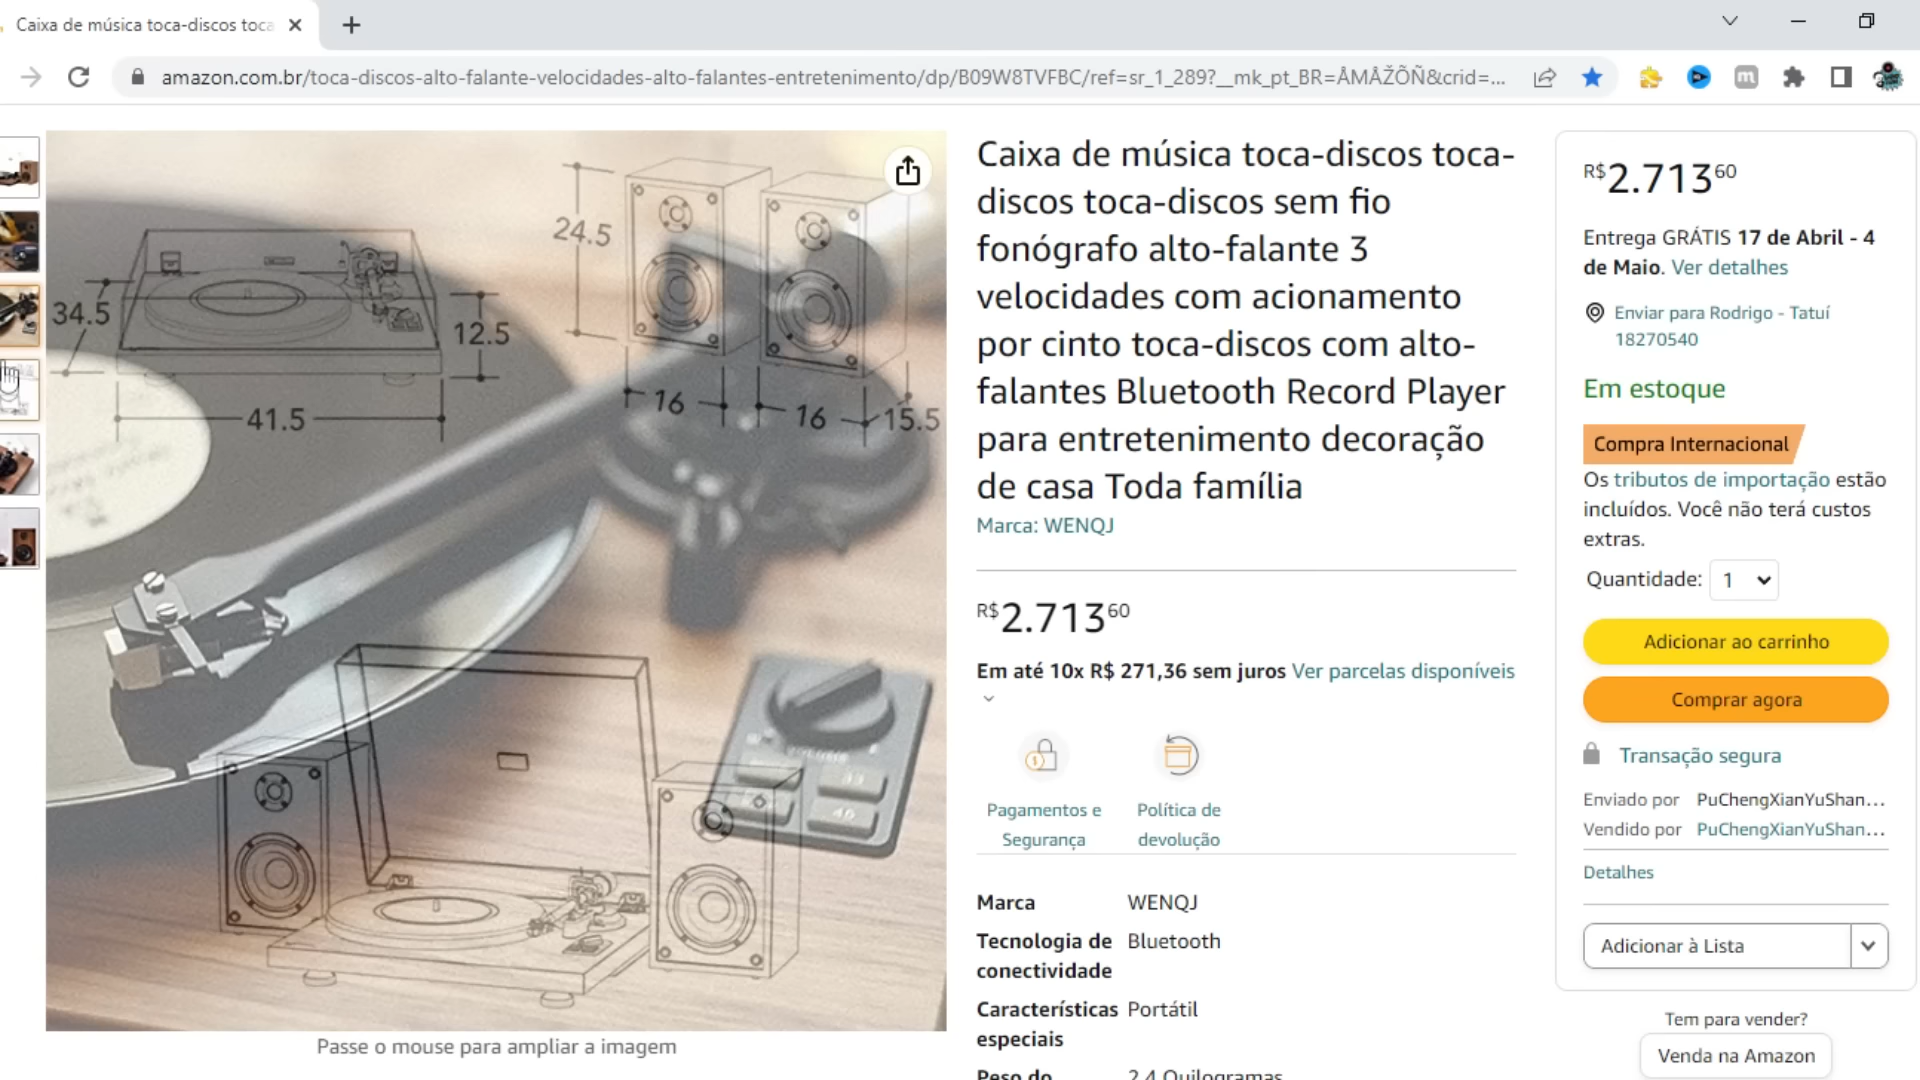 Caixa de música toca-discos toca
amazon.com.br/toca-discos-alto-falante-velocidades-alto-falantes-entretenimento/dp/B09W8TVFBC/ref=sr_1_289?__mk_pt_BR=ÅMÅŽÕÑ&crid=...
24.5
34.5
12.5
16
16
15.5
41.5
Passe o mouse para ampliar a imagem
Caixa de música toca-discos toca-
discos toca-discos sem fio
fonógrafo alto-falante 3
velocidades com acionamento
por cinto toca-discos com alto-
falantes Bluetooth Record Player
para entretenimento decoração
de casa Toda família
Marca: WENQJ
R$2.71360
Em até 10x R$ 271,36 sem juros Ver parcelas disponíveis
Pagamentos e
Segurança
Política de
devolução
Marca WENQJ
Tecnologia de Bluetooth
conectividade
Características Portátil
especiais
Peso do 2.4 Quilogramas
R$2.71360
Entrega GRÁTIS 17 de Abril - 4
de Maio. Ver detalhes
Enviar para Rodrigo - Tatuí
18270540
Em estoque
Compra Internacional
Os tributos de importação estão
incluídos. Você não terá custos
extras.
Quantidade: 1
Adicionar ao carrinho
Comprar agora
Transação segura
Enviado por PuChengXianYuShan...
Vendido por PuChengXianYuShan...
Detalhes
Adicionar à Lista
Tem para vender?
Venda na Amazon